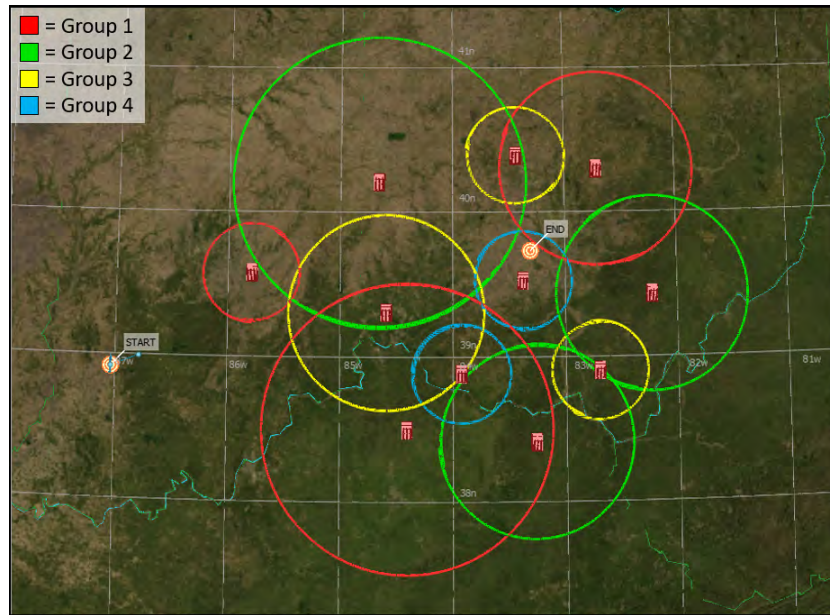 = Group 1
= Group 2
= Group 3
= Group 4
41n
40n
END
39n
START
86w
85w
83w
82w
81w
38n